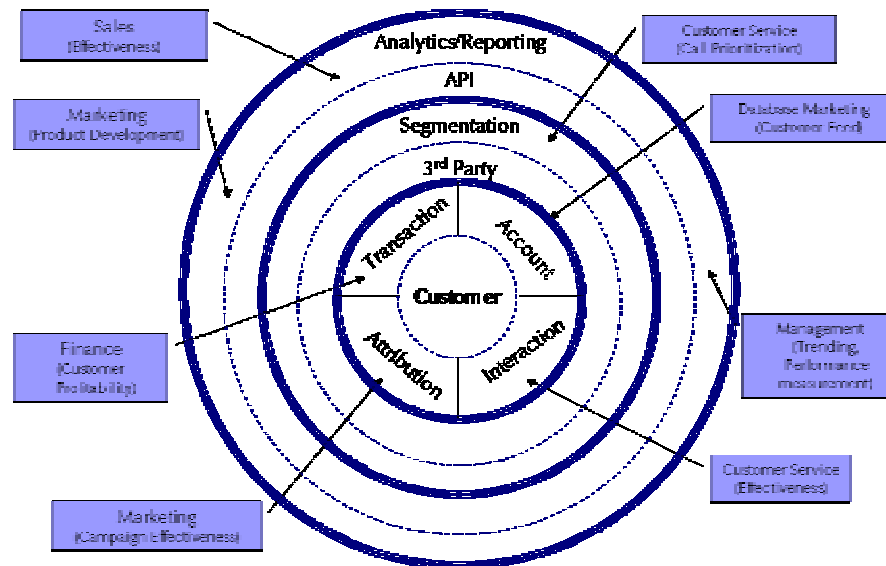 Sales
(Effectiveness)
Analytics/Reporting
Customer Service
(Call Prioritization)
API
Marketing
(Product Development)
Segmentation
Database Marketing
(Customer Feed)
3rd Party
Transaction
Account
Customer
Attribution
Interaction
Finance
(Customer
Profitability)
Management
(Trending,
Performance
measurement)
Customer Service
(Effectiveness)
Marketing
(Campaign Effectiveness)